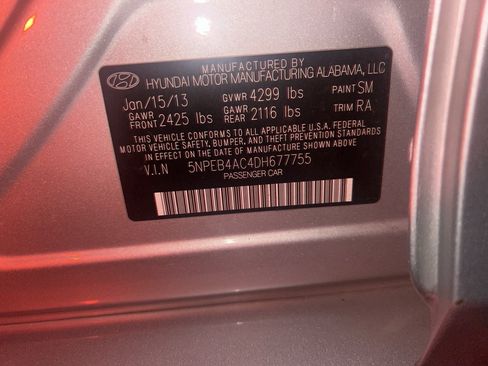 MANUFACTURED BY
HYUNDAI MOTOR MANUFACTURING ALABAMA, LLC
Jan/15/13 GVWR 4299 lbs PAINT SM
GAWR FRONT 2425 lbs GAWR REAR 2116 lbs TRIM RA
THIS VEHICLE CONFORMS TO ALL APPLICABLE U.S.A. FEDERAL
MOTOR VEHICLE SAFETY, BUMPER, AND THEFT PREVENTION STANDARDS
IN EFFECT ON THE DATE OF MANUFACTURE SHOWN ABOVE
V.I.N 5NPEB4AC4DH677755
PASSENGER CAR